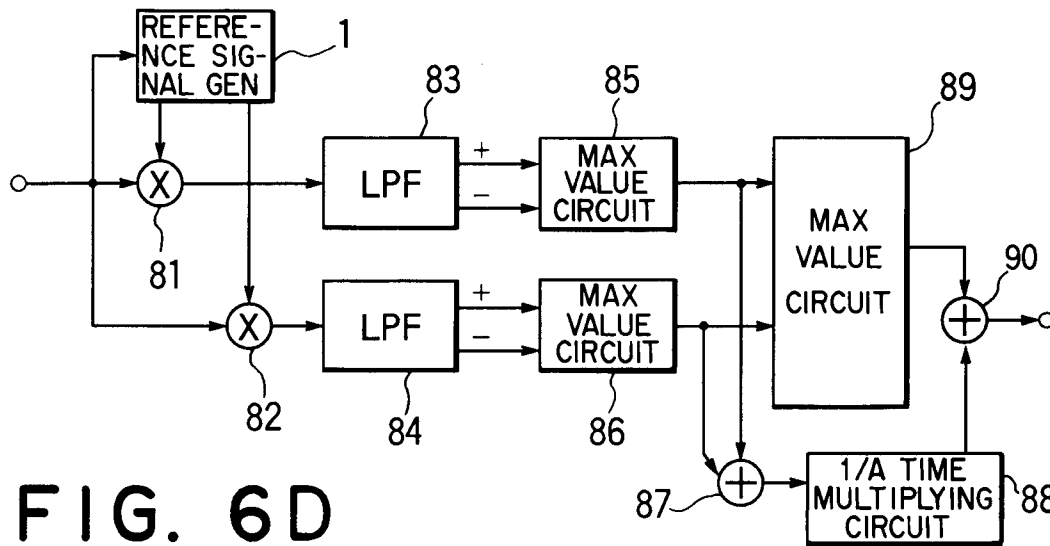 REFERE-
NCE SIG-
NAL GEN
1
83
85
89
+
-
LPF
MAX
VALUE
CIRCUIT
X
81
MAX
VALUE
CIRCUIT
90
+
+
-
LPF
MAX
VALUE
CIRCUIT
X
82
84
86
87
+
1/A TIME
MULTIPLYING
CIRCUIT
88
FIG. 6D